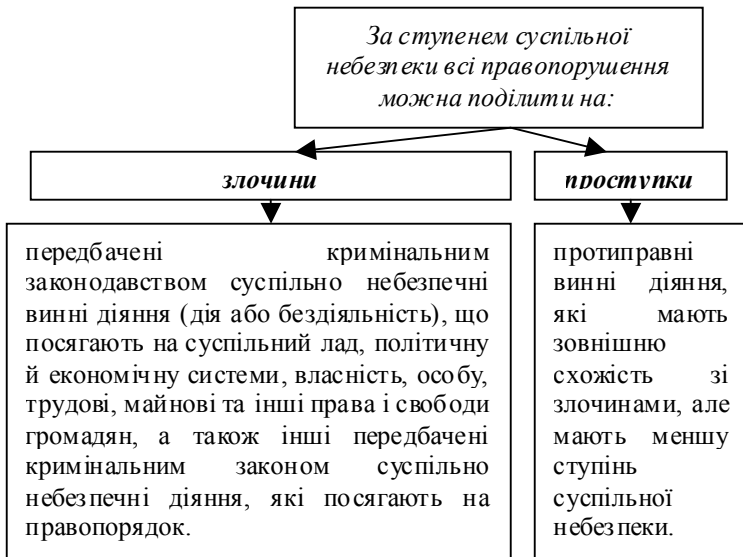 За ступенем суспільної
небезпеки всі правопорушення
можна поділити на:
злочини
проступки
передбачені кримінальним
законодавством суспільно небезпечні
винні діяння (дія або бездіяльність), що
посягають на суспільний лад, політичну
й економічну системи, власність, особу,
трудові, майнові та інші права і свободи
громадян, а також інші передбачені
кримінальним законом суспільно
небезпечні діяння, які посягають на
правопорядок.
протиправні
винні діяння,
які мають
зовнішню
схожість зі
злочинами, але
мають меншу
ступінь
суспільної
небезпеки.